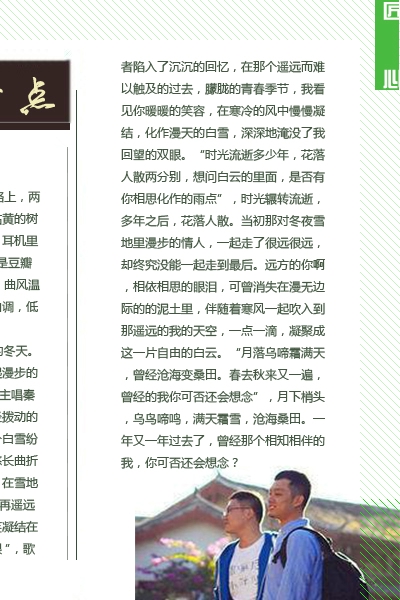 点
路上，两
枯黄的树
耳机里
是豆瓣
曲风温
调，低
的冬天。
漫步的
主唱秦
拨动的
白雪纷
长曲折
在雪地
再遥远
凝结在
”，歌
者陷入了沉沉的回忆，在那个遥远而难
以触及的过去，朦胧的青春季节，我看
见你暖暖的笑容，在寒冷的风中慢慢凝
结，化作漫天的白雪，深深地淹没了我
回望的双眼。“时光流逝多少年，花落
人散两分别，想问白云的里面，是否有
你相思化作的雨点”，时光辗转流逝，
多年之后，花落人散。当初那对冬夜雪
地里漫步的情人，一起走了很远很远，
却终究没能一起走到最后。远方的你啊
，相依相思的眼泪，可曾消失在漫无边
际的的泥土里，伴随着寒风一起吹入到
那遥远的我的天空，一点一滴，凝聚成
这一片自由的白云。“月落乌啼霜满天
，曾经沧海变桑田。春去秋来又一遍，
曾经的我你可否还会想念”，月下梢头
，乌鸟啼鸣，满天霜雪，沧海桑田。一
年又一年过去了，曾经那个相知相伴的
我，你可否还会想念？
匠
心